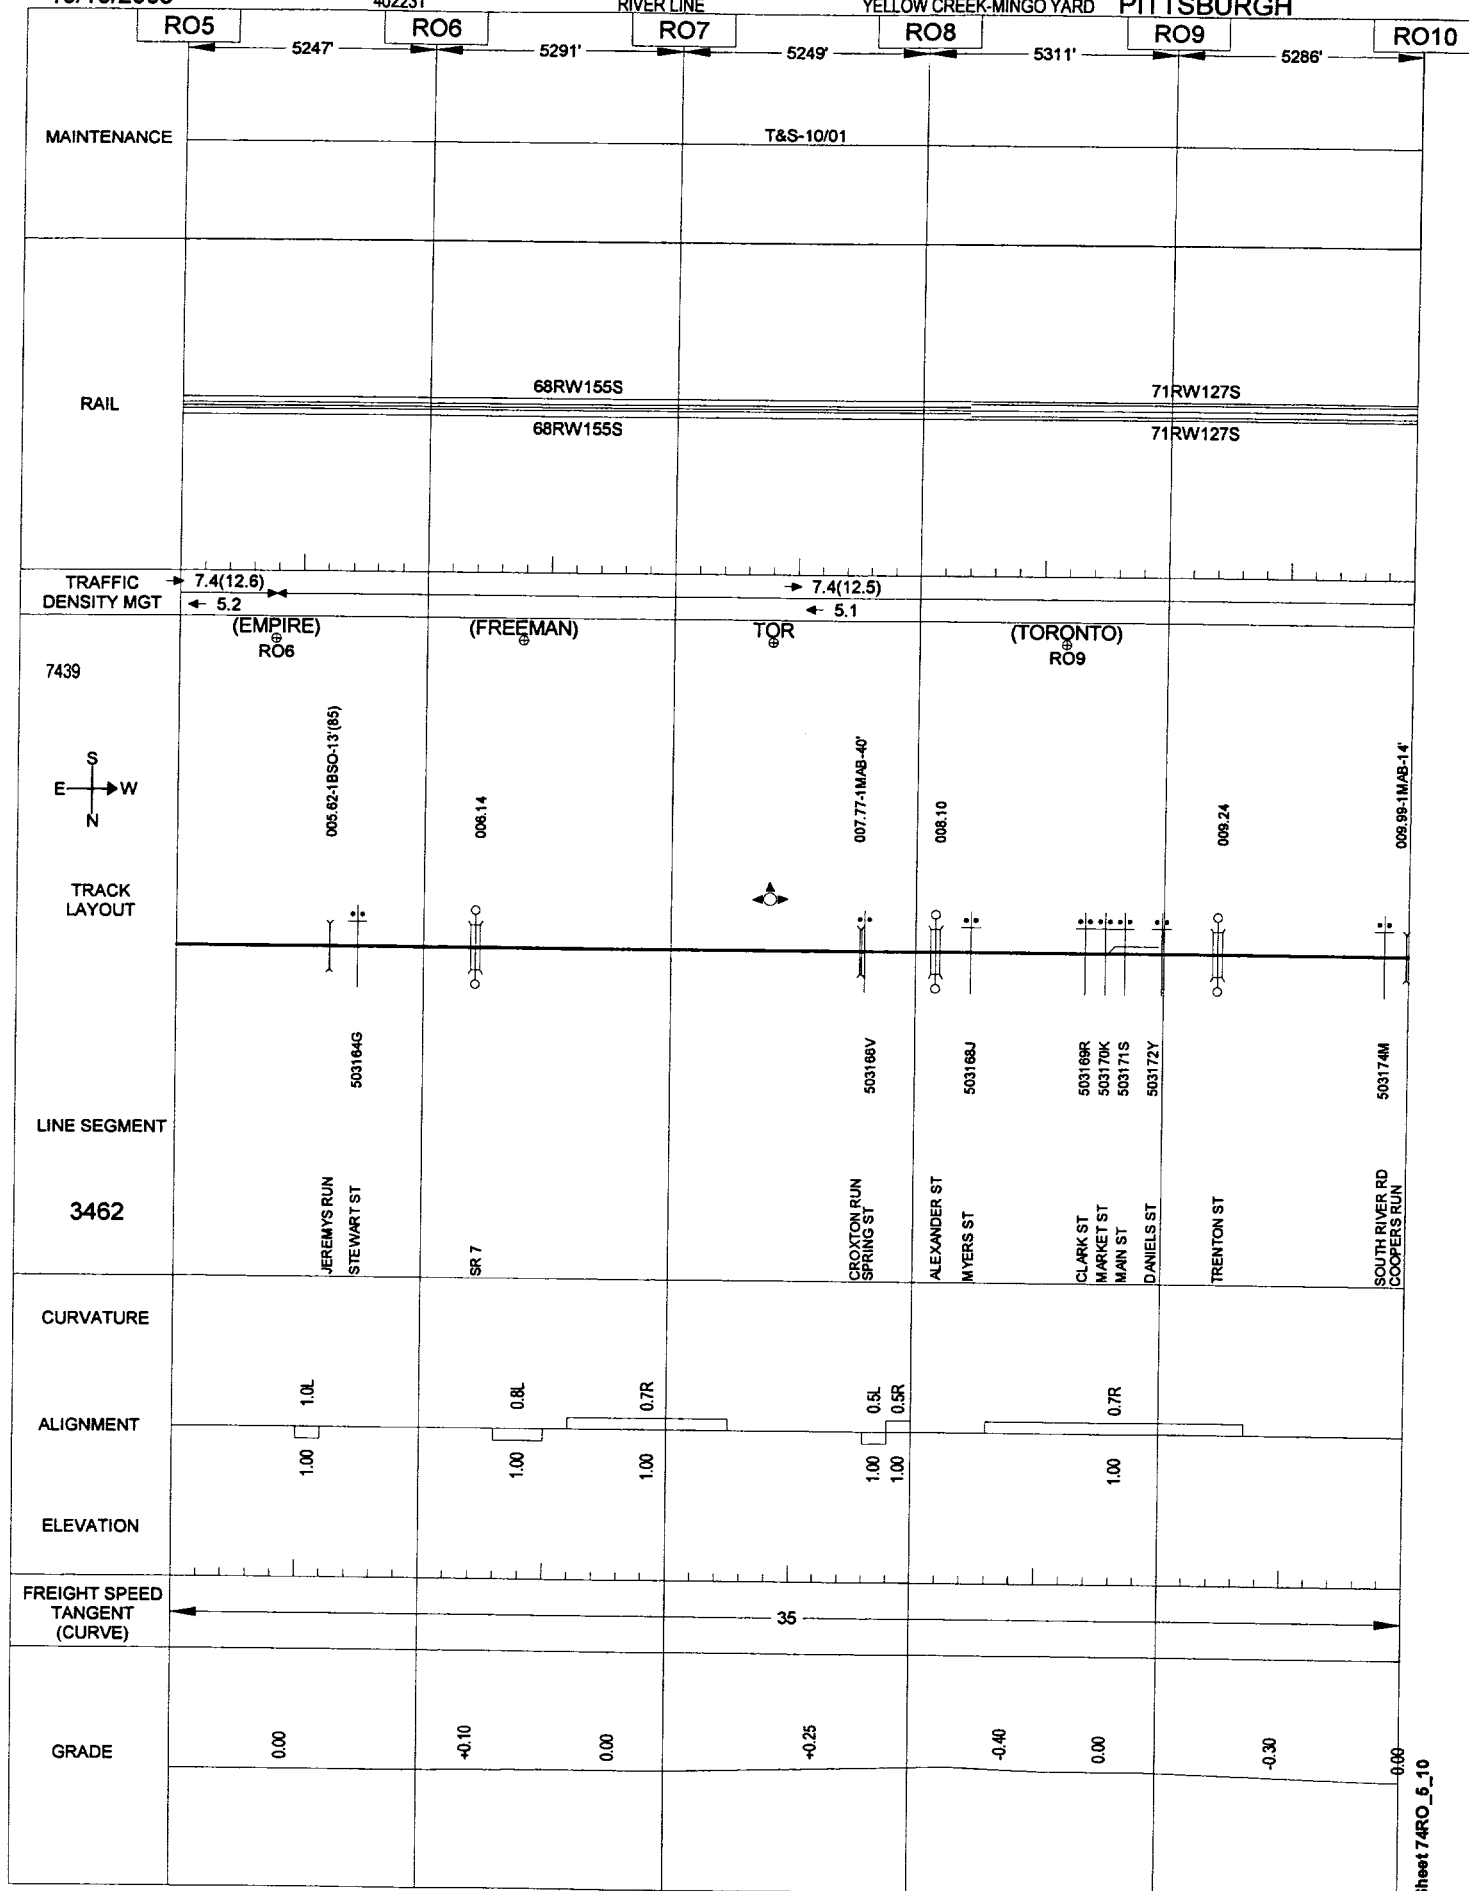 402231 RIVER LINE YELLOW CREEK-MINGO YARD PITTSBURGH
RO5 RO6 RO7 RO8 RO9 RO10
5247' 5291' 5249' 5311' 5286'
MAINTENANCE
T&S-10/01
RAIL
68RW155S 71RW127S
68RW155S 71RW127S
TRAFFIC
DENSITY MGT
7.4(12.6) 7.4(12.5)
5.2 5.1
(EMPIRE) (FREEMAN) TOR (TORONTO)
RO6 RO9
7439
S
E W
N
TRACK
LAYOUT
005.62-1BSO-13'(85)
006.14
007.77-1MAB-40'
008.10
009.24
009.99-1MAB-14'
503164G
503166V
503168J
503169R
503170K
503171S
503172Y
503174M
LINE SEGMENT
3462
JEREMYS RUN
STEWART ST
SR 7
CROXTON RUN
SPRING ST
ALEXANDER ST
MYERS ST
CLARK ST
MARKET ST
MAIN ST
DANIELS ST
TRENTON ST
SOUTH RIVER RD
COOPERS RUN
CURVATURE
ALIGNMENT
1.0L 0.8L 0.7R 0.5L 0.5R 0.7R
1.00 1.00 1.00 1.00 1.00 1.00
ELEVATION
FREIGHT SPEED
TANGENT
(CURVE)
35
GRADE
0.00 +0.10 0.00 +0.25 -0.40 0.00 -0.30 0.00
Sheet 74RO_5_10